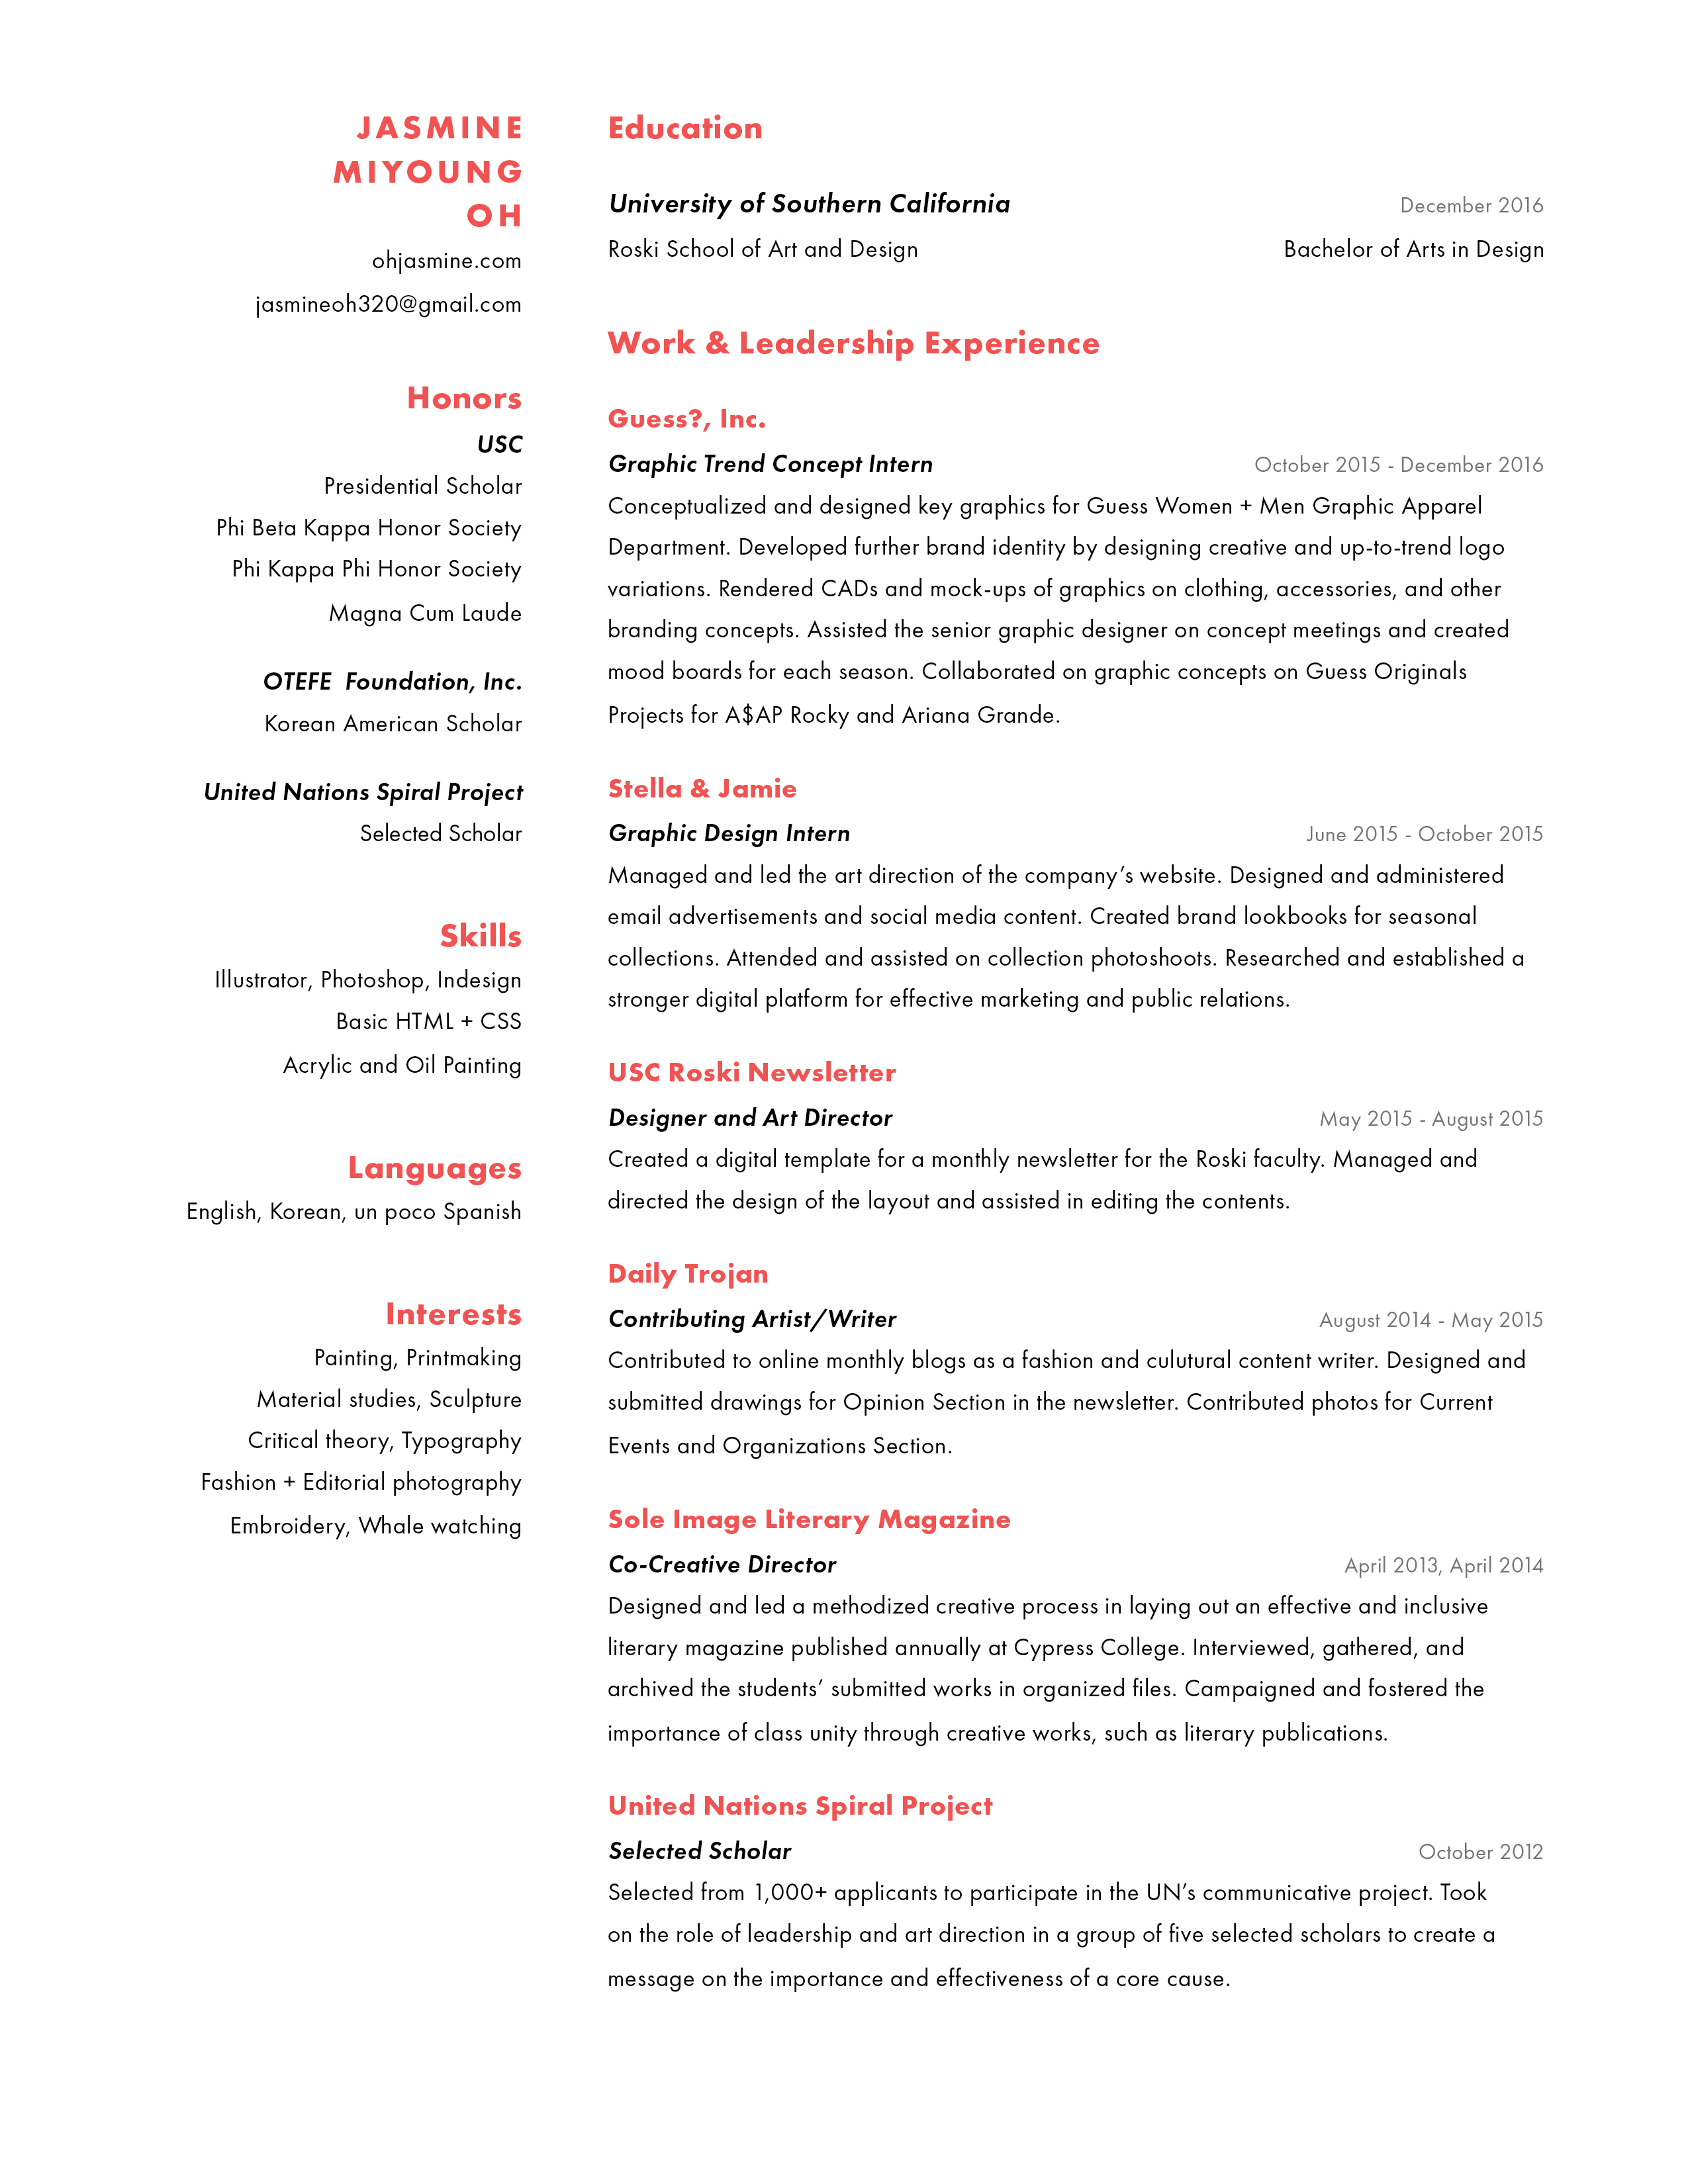 JASMINE
MIYOUNG
OH
ohjasmine.com
jasmineoh320@gmail.com
Honors
USC
Presidential Scholar
Phi Beta Kappa Honor Society
Phi Kappa Phi Honor Society
Magna Cum Laude
OTEFE  Foundation, Inc.
Korean American Scholar
United Nations Spiral Project
Selected Scholar
Skills
Illustrator, Photoshop, Indesign
Basic HTML + CSS
Acrylic and Oil Painting
Languages
English, Korean, un poco Spanish
Interests
Painting, Printmaking
Material studies, Sculpture
Critical theory, Typography
Fashion + Editorial photography
Embroidery, Whale watching
Education
University of Southern California December 2016
Roski School of Art and Design Bachelor of Arts in Design
Work & Leadership Experience
Guess?, Inc.
Graphic Trend Concept Intern October 2015 - December 2016
Conceptualized and designed key graphics for Guess Women + Men Graphic Apparel
Department. Developed further brand identity by designing creative and up-to-trend logo
variations. Rendered CADs and mock-ups of graphics on clothing, accessories, and other
branding concepts. Assisted the senior graphic designer on concept meetings and created
mood boards for each season. Collaborated on graphic concepts on Guess Originals
Projects for A$AP Rocky and Ariana Grande.
Stella & Jamie
Graphic Design Intern June 2015 - October 2015
Managed and led the art direction of the company’s website. Designed and administered
email advertisements and social media content. Created brand lookbooks for seasonal
collections. Attended and assisted on collection photoshoots. Researched and established a
stronger digital platform for effective marketing and public relations.
USC Roski Newsletter
Designer and Art Director May 2015 - August 2015
Created a digital template for a monthly newsletter for the Roski faculty. Managed and
directed the design of the layout and assisted in editing the contents.
Daily Trojan
Contributing Artist/Writer August 2014 - May 2015
Contributed to online monthly blogs as a fashion and culutural content writer. Designed and
submitted drawings for Opinion Section in the newsletter. Contributed photos for Current
Events and Organizations Section.
Sole Image Literary Magazine
Co-Creative Director April 2013, April 2014
Designed and led a methodized creative process in laying out an effective and inclusive
literary magazine published annually at Cypress College. Interviewed, gathered, and
archived the students’ submitted works in organized files. Campaigned and fostered the
importance of class unity through creative works, such as literary publications.
United Nations Spiral Project
Selected Scholar October 2012
Selected from 1,000+ applicants to participate in the UN’s communicative project. Took
on the role of leadership and art direction in a group of five selected scholars to create a
message on the importance and effectiveness of a core cause.